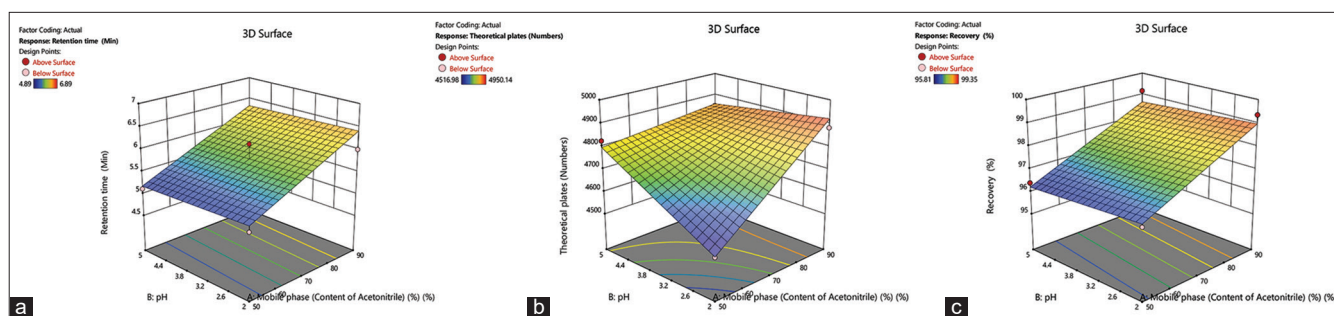 Factor Coding: Actual
3D Surface
Response: Retention time (Min)
Design Points:
Above Surface
Below Surface
4.89 6.89
7
6.5
6
5.5
5
4.5
Retention time (Min)
5
4.4
3.8
3.2
2.6
2
B: pH
50
60
70
80
90
A: Mobile phase (Content of Acetonitrile) (%) (%)
a
Factor Coding: Actual
3D Surface
Response: Theoretical plates (Numbers)
Design Points:
Above Surface
Below Surface
4516.98 4950.14
5000
4900
4800
4700
4600
4500
Theoretical plates (Numbers)
5
4.4
3.8
3.2
2.6
2
B: pH
50
60
70
80
90
A: Mobile phase (Content of Acetonitrile) (%) (%)
b
Factor Coding: Actual
3D Surface
Response: Recovery (%)
Design Points:
Above Surface
Below Surface
95.81 99.35
100
99
98
97
96
95
Recovery (%)
5
4.4
3.8
3.2
2.6
2
B: pH
50
60
70
80
90
A: Mobile phase (Content of Acetonitrile) (%) (%)
c